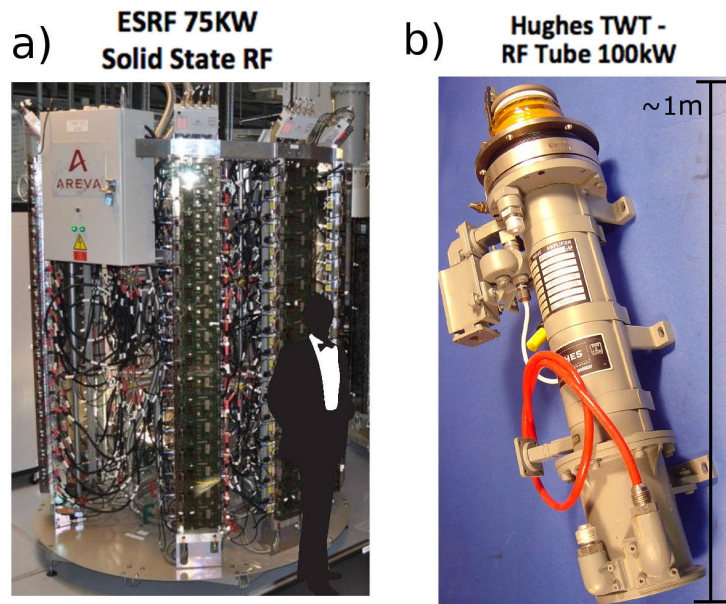 a)
ESRF 75KW
Solid State RF
AREVA
b)
Hughes TWT -
RF Tube 100kW
~1m